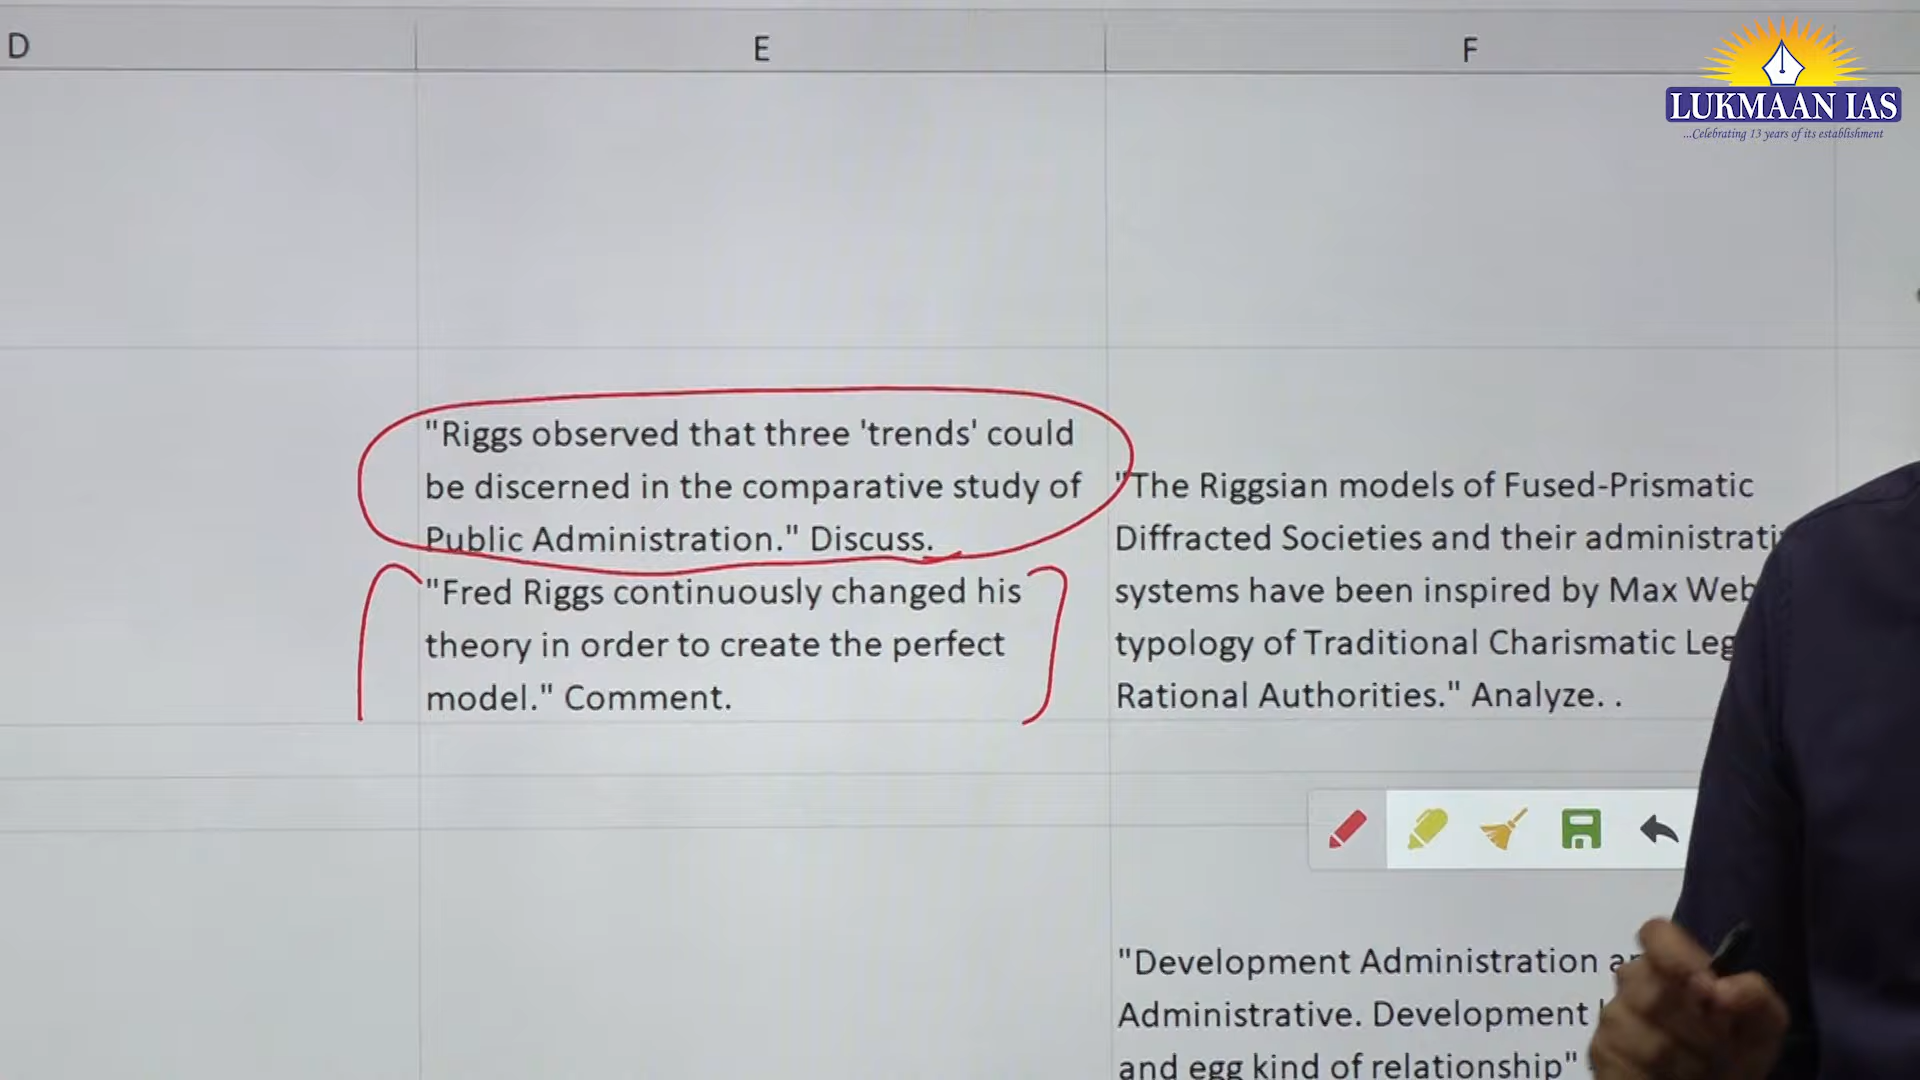 D
E
F
LUKMAAN IAS
...Celebrating 13 years of its establishment
"Riggs observed that three 'trends' could
be discerned in the comparative study of
Public Administration." Discuss.
"Fred Riggs continuously changed his
theory in order to create the perfect
model." Comment.
"The Riggsian models of Fused-Prismatic
Diffracted Societies and their
systems have been inspired by Max
typology of Traditional Charismatic
Rational Authorities." Analyze. .
"Development Administration
Administrative. Development
and egg kind of relationship"